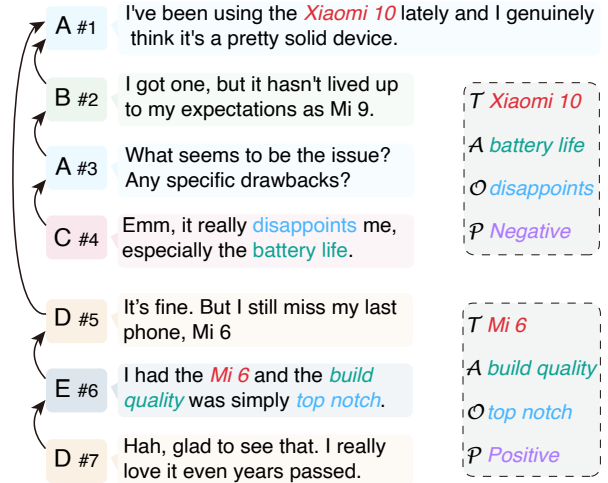 A #1
I've been using the Xiaomi 10 lately and I genuinely
think it's a pretty solid device.
B #2
I got one, but it hasn't lived up
to my expectations as Mi 9.
A #3
What seems to be the issue?
Any specific drawbacks?
C #4
Emm, it really disappoints me,
especially the battery life.
D #5
It's fine. But I still miss my last
phone, Mi 6
E #6
I had the Mi 6 and the build
quality was simply top notch.
D #7
Hah, glad to see that. I really
love it even years passed.
T Xiaomi 10
A battery life
O disappoints
P Negative
T Mi 6
A build quality
O top notch
P Positive